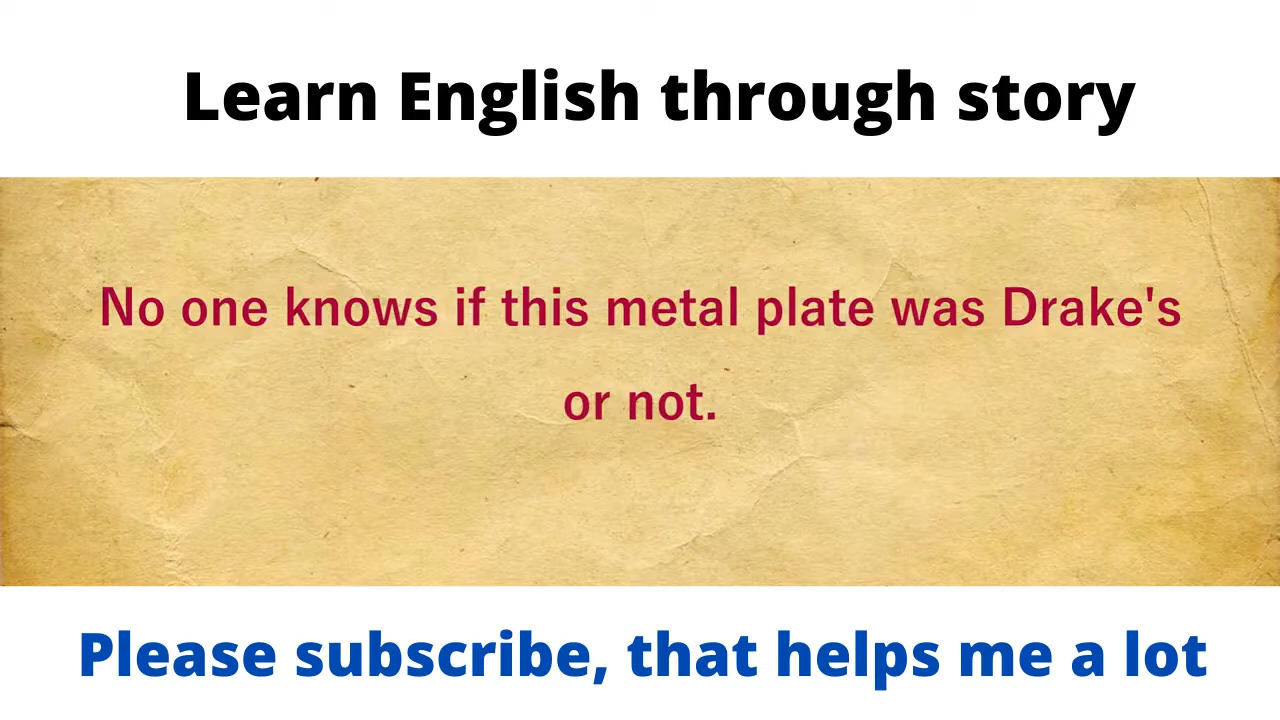 Learn English through story
No one knows if this metal plate was Drake's
or not.
Please subscribe, that helps me a lot